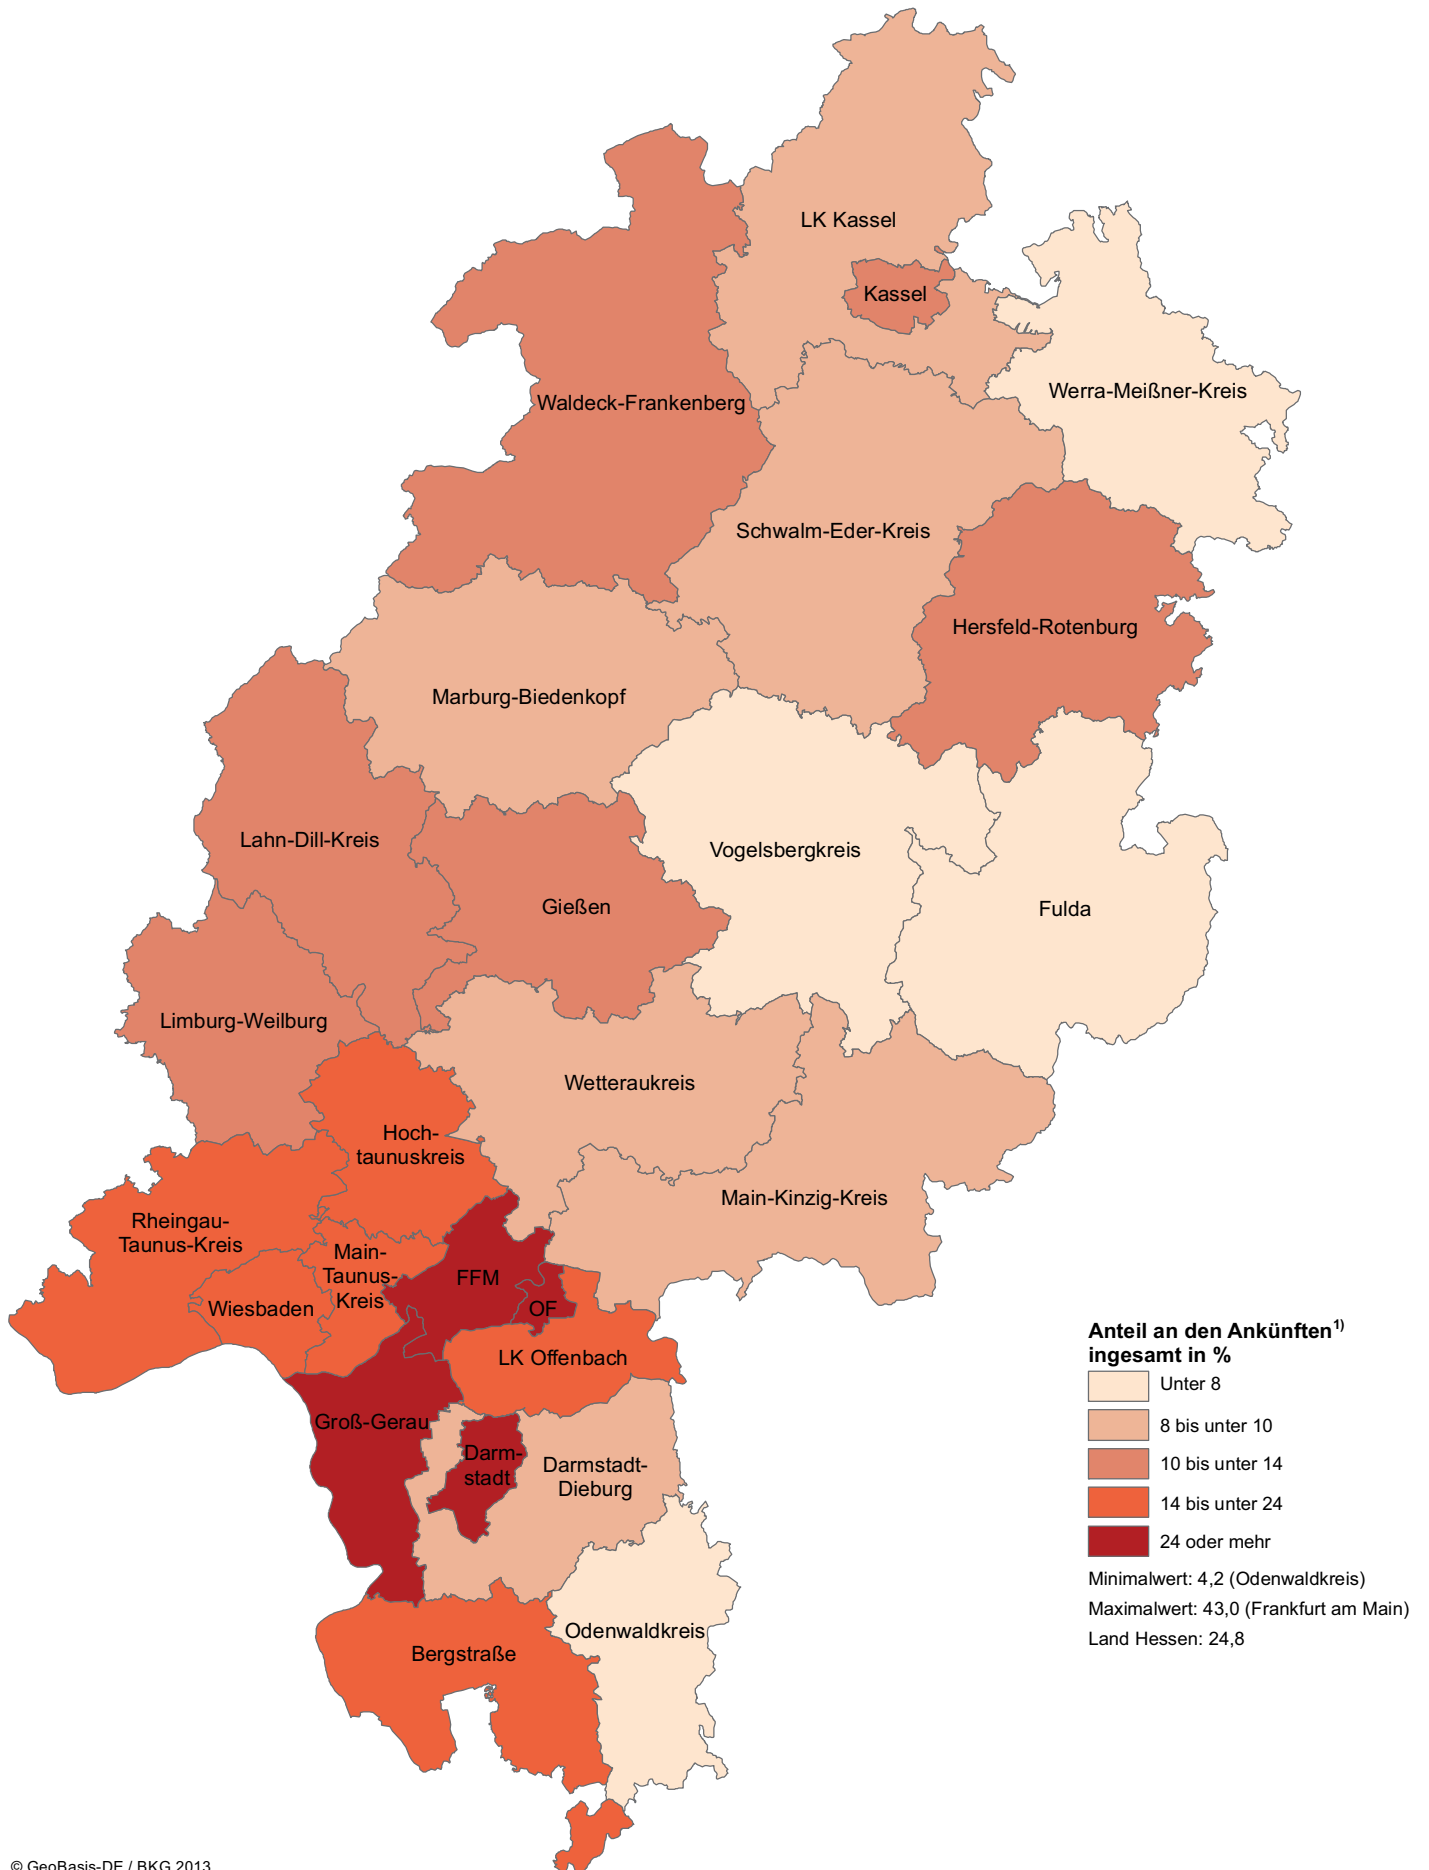 LK Kassel
Kassel
Werra-Meißner-Kreis
Waldeck-Frankenberg
Schwalm-Eder-Kreis
Hersfeld-Rotenburg
Marburg-Biedenkopf
Lahn-Dill-Kreis
Vogelsbergkreis
Gießen
Fulda
Limburg-Weilburg
Wetteraukreis
Hoch-
taunuskreis
Main-Kinzig-Kreis
Rheingau-
Taunus-Kreis
Main-
Taunus-
Kreis
Wiesbaden
FFM
OF
LK Offenbach
Groß-Gerau
Darm-
stadt
Darmstadt-
Dieburg
Odenwaldkreis
Bergstraße
Anteil an den Ankünften1)
ingesamt in %
Unter 8
8 bis unter 10
10 bis unter 14
14 bis unter 24
24 oder mehr
Minimalwert: 4,2 (Odenwaldkreis)
Maximalwert: 43,0 (Frankfurt am Main)
Land Hessen: 24,8
© GeoBasis-DE / BKG 2013